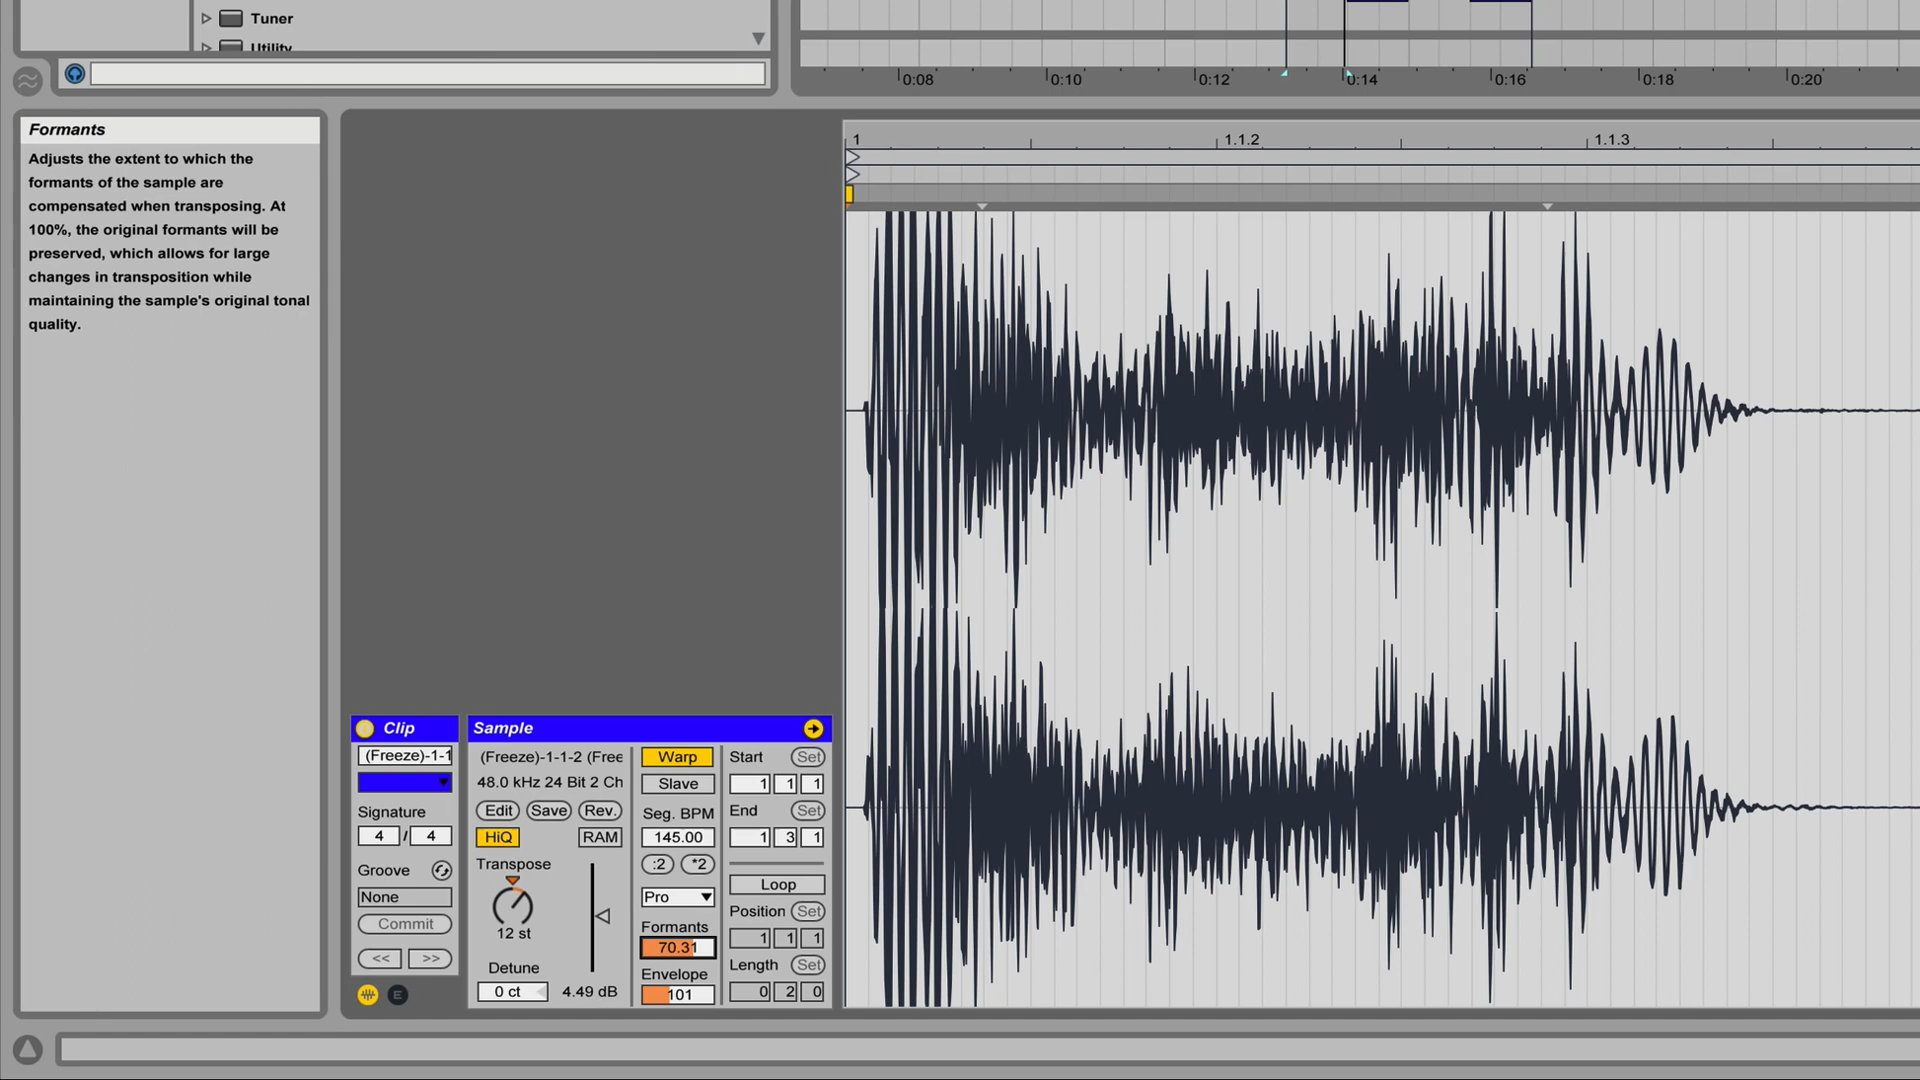 Tuner
Utility
0:08 0:10 0:12 0:14 0:16 0:18 0:20
Formants
Adjusts the extent to which the
formants of the sample are
compensated when transposing. At
100%, the original formants will be
preserved, which allows for large
changes in transposition while
maintaining the sample's original tonal
quality.
1 1.1.2 1.1.3
Clip
(Freeze)-1-1
Signature
4 / 4
Groove
None
Commit
<< >>
E
Sample
(Freeze)-1-1-2 (Free
48.0 kHz 24 Bit 2 Ch
Edit Save Rev.
HiQ RAM
Transpose
12 st
Detune
0 ct 4.49 dB
Warp
Slave
Seg. BPM
145.00
:2 *2
Pro
Formants
70.31
Envelope
101
Start Set
1 1 1
End Set
1 3 1
Loop
Position Set
1 1 1
Length Set
0 2 0